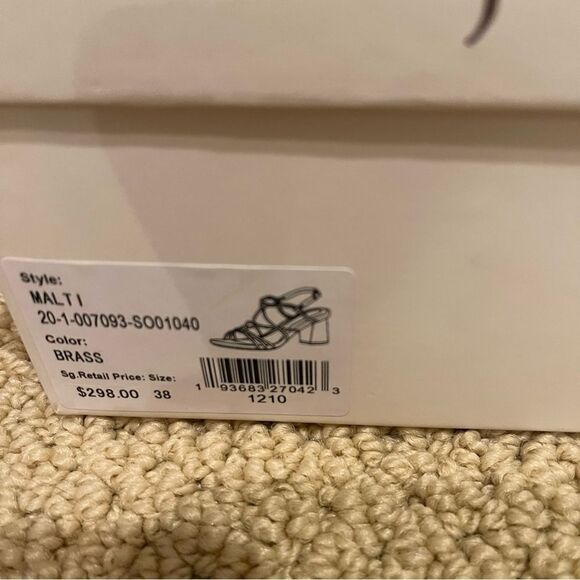 Style:
MALTI
20-1-007093-SO01040
Color:
BRASS
Sg.Retail Price: Size:
$298.00 38
1 93683 27042 3
1210